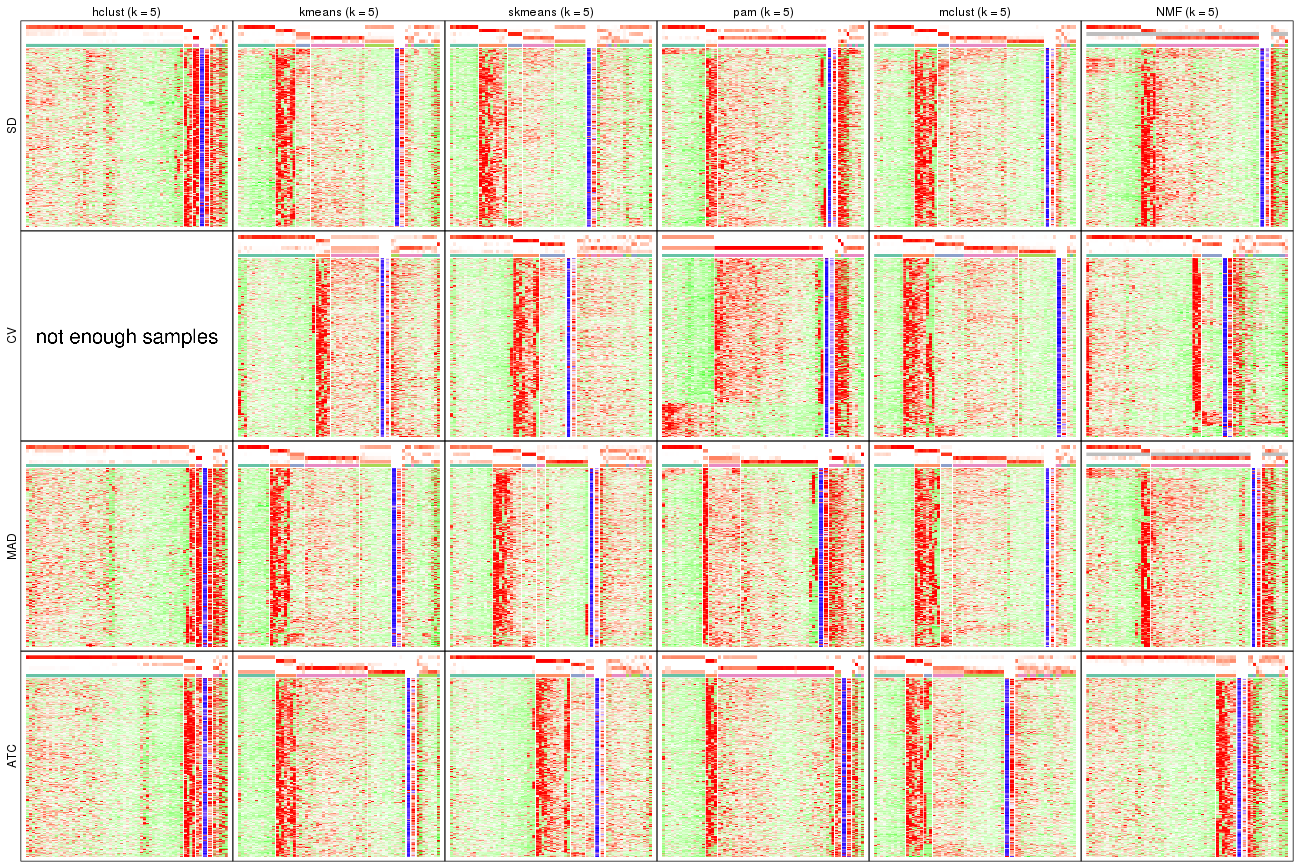 hclust (k = 5) kmeans (k = 5) skmeans (k = 5) pam (k = 5) mclust (k = 5) NMF (k = 5)
SD
CV
not enough samples
MAD
ATC